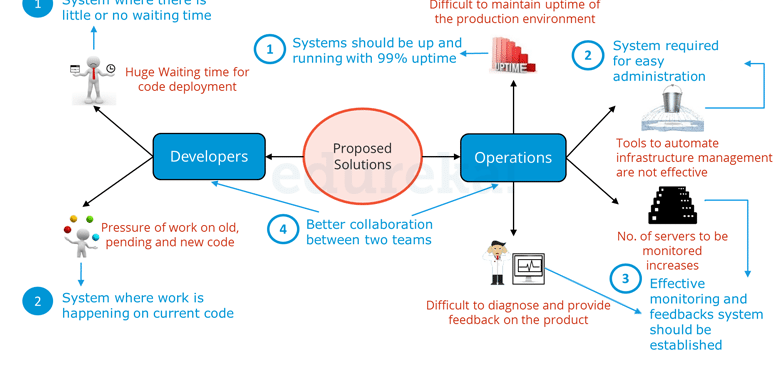 1
System where there is
little or no waiting time
Huge Waiting time for
code deployment
Developers
Pressure of work on old,
pending and new code
2
System where work is
happening on current code
Proposed
Solutions
edureka
4
Better collaboration
between two teams
Difficult to maintain uptime of
the production environment
1
Systems should be up and
running with 99% uptime
UPTIME
Operations
2
System required
for easy
administration
Tools to automate
infrastructure management
are not effective
No. of servers to be
monitored
increases
3
Effective
monitoring and
feedbacks system
should be
established
Difficult to diagnose and provide
feedback on the product